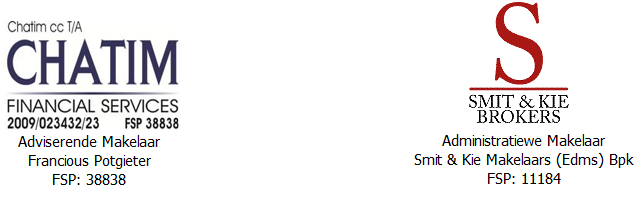 Chatim cc T/A
CHATIM
FINANCIAL SERVICES
2009/023432/23 FSP 38838
Adviserende Makelaar
Francious Potgieter
FSP: 38838
S
SMIT & KIE
BROKERS
Administratiewe Makelaar
Smit & Kie Makelaars (Edms) Bpk
FSP: 11184